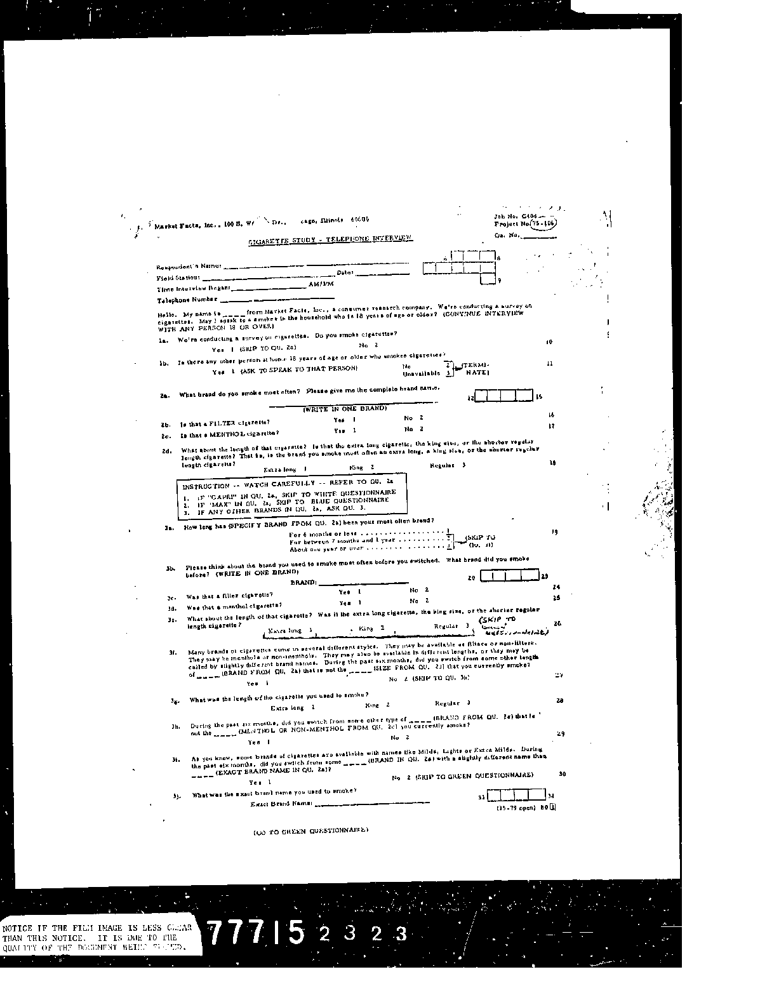 Market Facts, Inc., 100 S. W Dr., cago, Illinois 60606
Job No. C404
Project No. 75-166
Qu. No.
CIGARETTE STUDY - TELEPHONE INTERVIEW
Respondent's Name:
Field Station: Date:
Time Interview Began: AM/PM
Telephone Number
Hello. My name is _____ from Market Facts, Inc., a consumer research company. We're conducting a survey on
cigarettes. May I speak to a smoker in the household who is 18 years of age or older? (CONTINUE INTERVIEW
WITH ANY PERSON 18 OR OVER)
1a. We're conducting a survey on cigarettes. Do you smoke cigarettes?
Yes 1 (SKIP TO QU. 2a) No 2 10
1b. Is there any other person at home 18 years of age or older who smokes cigarettes?
Yes 1 (ASK TO SPEAK TO THAT PERSON) No 2 (TERMI- 11
Unavailable 3 NATE)
2a. What brand do you smoke most often? Please give me the complete brand name.
12 15
(WRITE IN ONE BRAND)
2b. Is that a FILTER cigarette? Yes 1 No 2 16
2c. Is that a MENTHOL cigarette? Yes 1 No 2 17
2d. What about the length of that cigarette? Is that the extra long cigarette, the king size, or the shorter regular
length cigarette? That is, is the brand you smoke most often an extra long, a king size, or the shorter regular
length cigarette?
Extra long 1 King 2 Regular 3 18
INSTRUCTION -- WATCH CAREFULLY -- REFER TO QU. 2a
1. IF "CAPRI" IN QU. 2a, SKIP TO WHITE QUESTIONNAIRE
2. IF "MAX" IN QU. 2a, SKIP TO BLUE QUESTIONNAIRE
3. IF ANY OTHER BRANDS IN QU. 2a, ASK QU. 3.
3a. How long has (SPECIFY BRAND FROM QU. 2a) been your most often brand?
For 6 months or less 1 19
For between 7 months and 1 year 2 (SKIP TO
About one year or over 3 QU. 3f)
3b. Please think about the brand you used to smoke most often before you switched. What brand did you smoke
before? (WRITE IN ONE BRAND)
BRAND: 20 23
3c. Was that a filter cigarette? Yes 1 No 2 24
3d. Was that a menthol cigarette? Yes 1 No 2 25
3e. What about the length of that cigarette? Was it the extra long cigarette, the king size, or the shorter regular
length cigarette?
Extra long 1 King 2 Regular 3 (SKIP TO 26
3f. Many brands of cigarettes come in several different styles. They may be available as filters or non-filters.
They may be menthols or non-menthols. They may also be available in different lengths, or they may be
called by slightly different brand names. During the past six months, did you switch from some other length
of _____ (BRAND FROM QU. 2a) that is not the _____ (SIZE FROM QU. 2d) that you currently smoke?
Yes 1 No 2 (SKIP TO QU. 3h) 27
3g. What was the length of the cigarette you used to smoke?
Extra long 1 King 2 Regular 3 28
3h. During the past six months, did you switch from some other type of _____ (BRAND FROM QU. 2a) that is
not the _____ (MENTHOL OR NON-MENTHOL FROM QU. 2c) you currently smoke?
Yes 1 No 2 29
3i. As you know, some brands of cigarettes are available with names like Milds, Lights or Extra Milds. During
the past six months, did you switch from some _____ (BRAND IN QU. 2a) with a slightly different name than
_____ (EXACT BRAND NAME IN QU. 2a)?
Yes 1 No 2 (SKIP TO GREEN QUESTIONNAIRE) 30
3j. What was the exact brand name you used to smoke?
Exact Brand Name: 31 34
(35-79 open) 80
(GO TO GREEN QUESTIONNAIRE)
NOTICE IF THE FILM IMAGE IS LESS CLEAR
THAN THIS NOTICE. IT IS DUE TO THE
QUALITY OF THE DOCUMENT BEING FILMED.
77715 2323